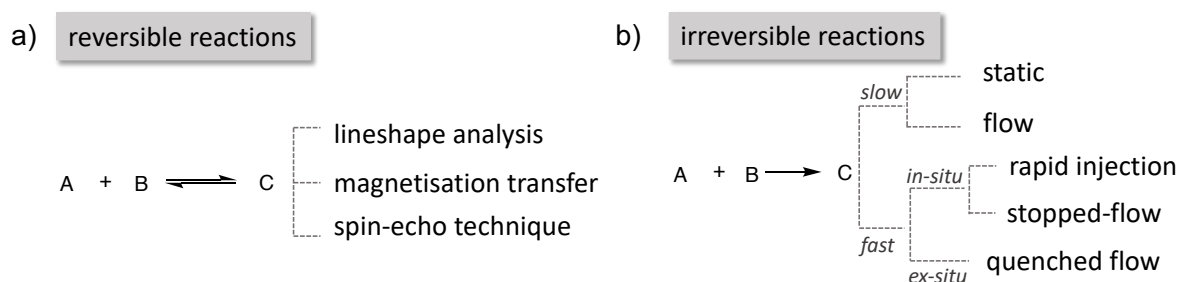 a) reversible reactions
A + B C
lineshape analysis
magnetisation transfer
spin-echo technique
b) irreversible reactions
A + B C
slow
static
flow
fast
in-situ
rapid injection
stopped-flow
ex-situ
quenched flow